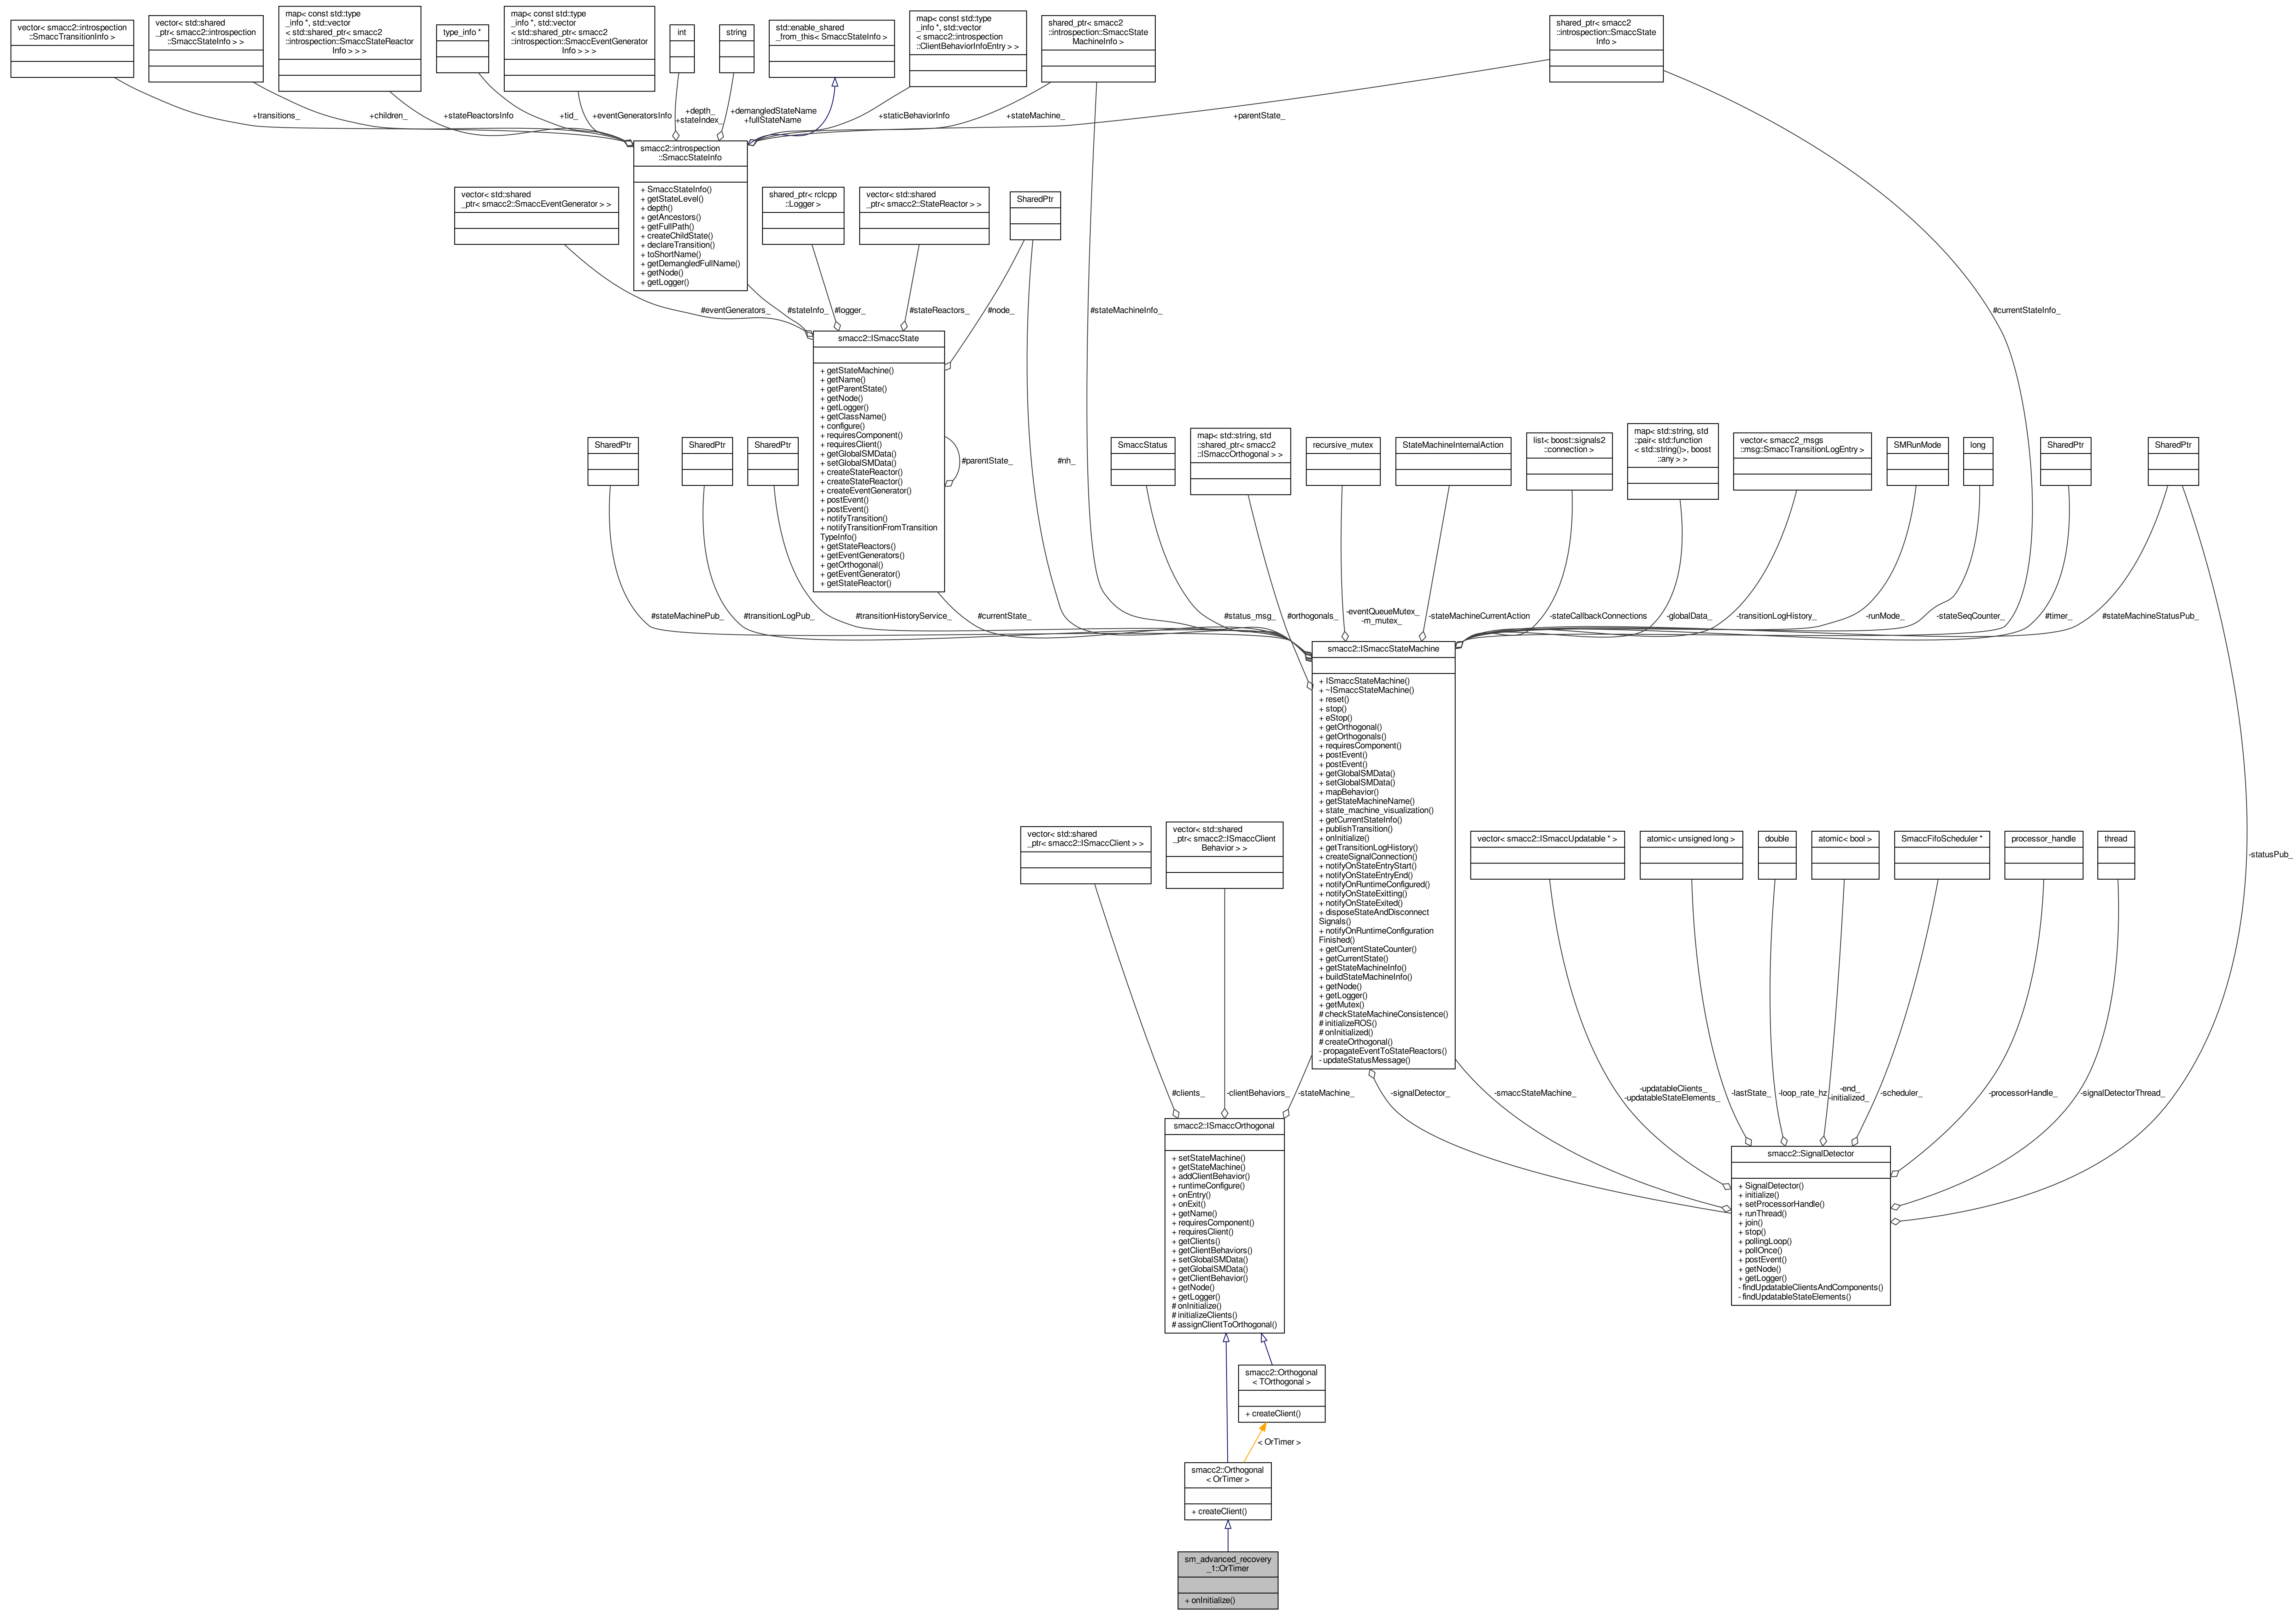 vector< smacc2::introspection
::SmaccTransitionInfo >
vector< std::shared
_ptr< smacc2::introspection
::SmaccStateInfo > >
map< const std::type
_info *, std::vector
< std::shared_ptr< smacc2
::introspection::SmaccStateReactor
Info > > >
type_info *
map< const std::type
_info *, std::vector
< std::shared_ptr< smacc2
::introspection::SmaccEventGenerator
Info > > >
int
string
std::enable_shared
_from_this< SmaccStateInfo >
map< const std::type
_info *, std::vector
< smacc2::introspection
::ClientBehaviorInfoEntry > >
shared_ptr< smacc2
::introspection::SmaccState
MachineInfo >
shared_ptr< smacc2
::introspection::SmaccState
Info >
+transitions_
+children_
+stateReactorsInfo
+tid_
+eventGeneratorsInfo
+depth_
+stateIndex_
+demangledStateName
+fullStateName
+staticBehaviorInfo
+stateMachine_
+parentState_
smacc2::introspection
::SmaccStateInfo
+ SmaccStateInfo()
+ getStateLevel()
+ depth()
+ getAncestors()
+ getFullPath()
+ createChildState()
+ declareTransition()
+ toShortName()
+ getDemangledFullName()
+ getNode()
+ getLogger()
vector< std::shared
_ptr< smacc2::SmaccEventGenerator > >
shared_ptr< rclcpp
::Logger >
vector< std::shared
_ptr< smacc2::StateReactor > >
SharedPtr
#eventGenerators_
#stateInfo_
#logger_
#stateReactors_
#node_
#stateMachineInfo_
#currentStateInfo_
smacc2::ISmaccState
+ getStateMachine()
+ getName()
+ getParentState()
+ getNode()
+ getLogger()
+ getClassName()
+ configure()
+ requiresComponent()
+ requiresClient()
+ getGlobalSMData()
+ setGlobalSMData()
+ createStateReactor()
+ createStateReactor()
+ createEventGenerator()
+ postEvent()
+ postEvent()
+ notifyTransition()
+ notifyTransitionFromTransition
TypeInfo()
+ getStateReactors()
+ getEventGenerators()
+ getOrthogonal()
+ getEventGenerator()
+ getStateReactor()
#parentState_
#nh_
SharedPtr
SharedPtr
SharedPtr
SmaccStatus
map< std::string, std
::shared_ptr< smacc2
::ISmaccOrthogonal > >
recursive_mutex
StateMachineInternalAction
list< boost::signals2
::connection >
map< std::string, std
::pair< std::function
< std::string()>, boost
::any > >
vector< smacc2_msgs
::msg::SmaccTransitionLogEntry >
SMRunMode
long
SharedPtr
SharedPtr
#stateMachinePub_
#transitionLogPub_
#transitionHistoryService_
#currentState_
#status_msg_
#orthogonals_
-eventQueueMutex_
-m_mutex_
-stateMachineCurrentAction
-stateCallbackConnections
-globalData_
-transitionLogHistory_
-runMode_
-stateSeqCounter_
#timer_
#stateMachineStatusPub_
smacc2::ISmaccStateMachine
+ ISmaccStateMachine()
+ ~ISmaccStateMachine()
+ reset()
+ stop()
+ eStop()
+ getOrthogonal()
+ getOrthogonals()
+ requiresComponent()
+ postEvent()
+ postEvent()
+ getGlobalSMData()
+ setGlobalSMData()
+ mapBehavior()
+ getStateMachineName()
+ state_machine_visualization()
+ getCurrentStateInfo()
+ publishTransition()
+ onInitialize()
+ getTransitionLogHistory()
+ createSignalConnection()
+ notifyOnStateEntryStart()
+ notifyOnStateEntryEnd()
+ notifyOnRuntimeConfigured()
+ notifyOnStateExitting()
+ notifyOnStateExited()
+ disposeStateAndDisconnect
Signals()
+ notifyOnRuntimeConfiguration
Finished()
+ getCurrentStateCounter()
+ getCurrentState()
+ getStateMachineInfo()
+ buildStateMachineInfo()
+ getNode()
+ getLogger()
+ getMutex()
# checkStateMachineConsistence()
# initializeROS()
# onInitialized()
# createOrthogonal()
- propagateEventToStateReactors()
- updateStatusMessage()
vector< std::shared
_ptr< smacc2::ISmaccClient > >
vector< std::shared
_ptr< smacc2::ISmaccClient
Behavior > >
vector< smacc2::ISmaccUpdatable * >
atomic< unsigned long >
double
atomic< bool >
SmaccFifoScheduler *
processor_handle
thread
-statusPub_
#clients_
-clientBehaviors_
-stateMachine_
-signalDetector_
-smaccStateMachine_
-updatableClients_
-updatableStateElements_
-lastState_
-loop_rate_hz
-end_
-initialized_
-scheduler_
-processorHandle_
-signalDetectorThread_
smacc2::ISmaccOrthogonal
+ setStateMachine()
+ getStateMachine()
+ addClientBehavior()
+ runtimeConfigure()
+ onEntry()
+ onExit()
+ getName()
+ requiresComponent()
+ requiresClient()
+ getClients()
+ getClientBehaviors()
+ setGlobalSMData()
+ getGlobalSMData()
+ getClientBehavior()
+ getNode()
+ getLogger()
# onInitialize()
# initializeClients()
# assignClientToOrthogonal()
smacc2::SignalDetector
+ SignalDetector()
+ initialize()
+ setProcessorHandle()
+ runThread()
+ join()
+ stop()
+ pollingLoop()
+ pollOnce()
+ postEvent()
+ getNode()
+ getLogger()
- findUpdatableClientsAndComponents()
- findUpdatableStateElements()
smacc2::Orthogonal
< TOrthogonal >
+ createClient()
< OrTimer >
smacc2::Orthogonal
< OrTimer >
+ createClient()
sm_advanced_recovery
_1::OrTimer
+ onInitialize()